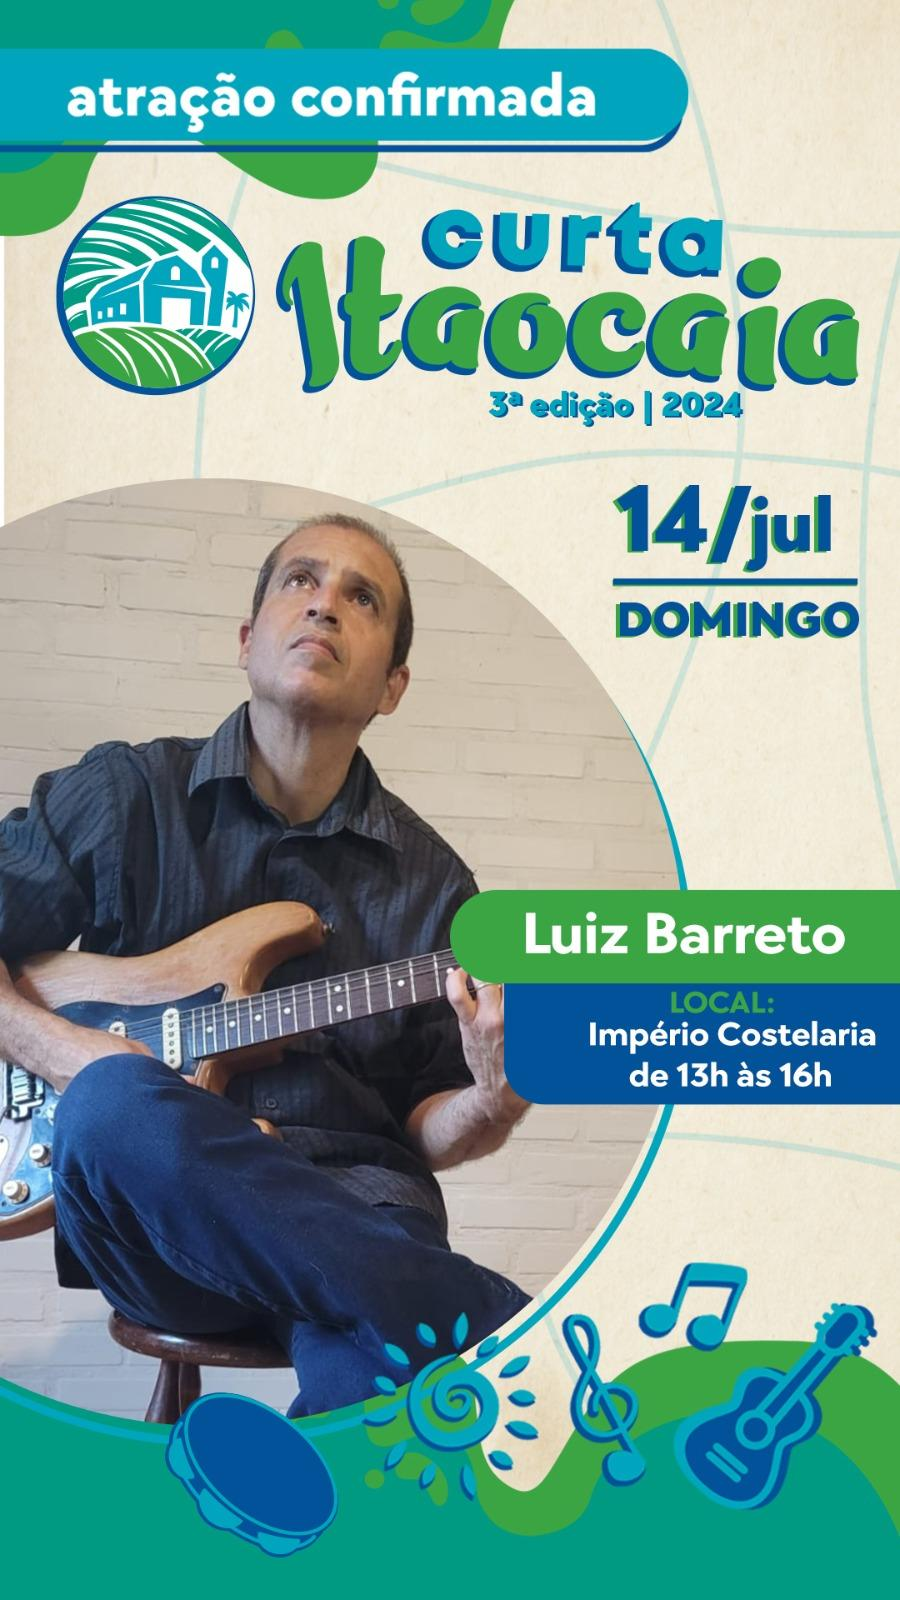 atração confirmada
curta
Itaocaia
3ª edição | 2024
14/jul
DOMINGO
Luiz Barreto
LOCAL:
Império Costelaria
de 13h às 16h